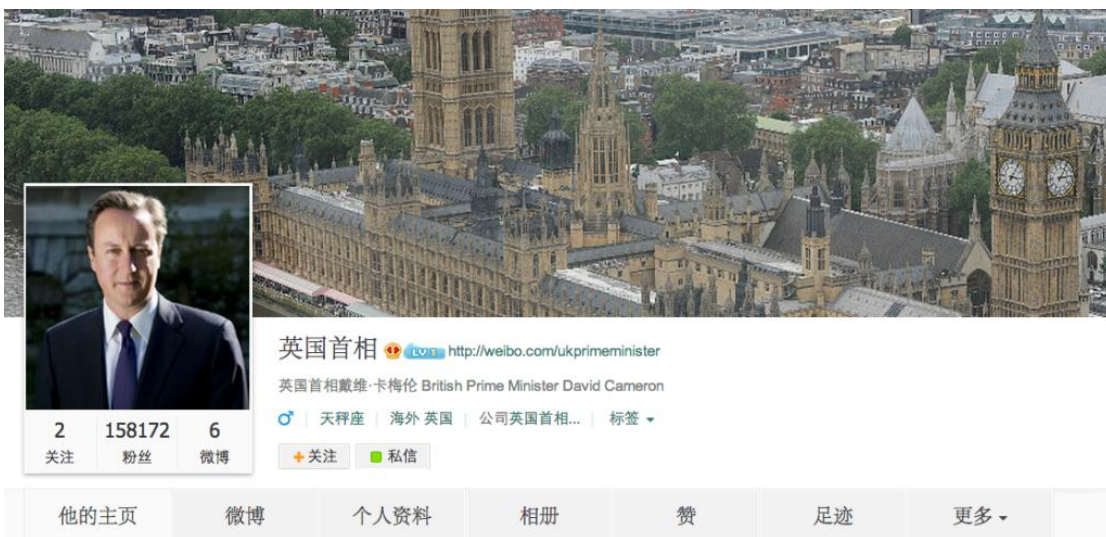 英国首相 LV 1 http://weibo.com/ukprimeminister
英国首相戴维·卡梅伦 British Prime Minister David Cameron
天秤座 | 海外 英国 | 公司英国首相... | 标签
2 158172 6
关注 粉丝 微博
+关注 私信
他的主页 微博 个人资料 相册 赞 足迹 更多